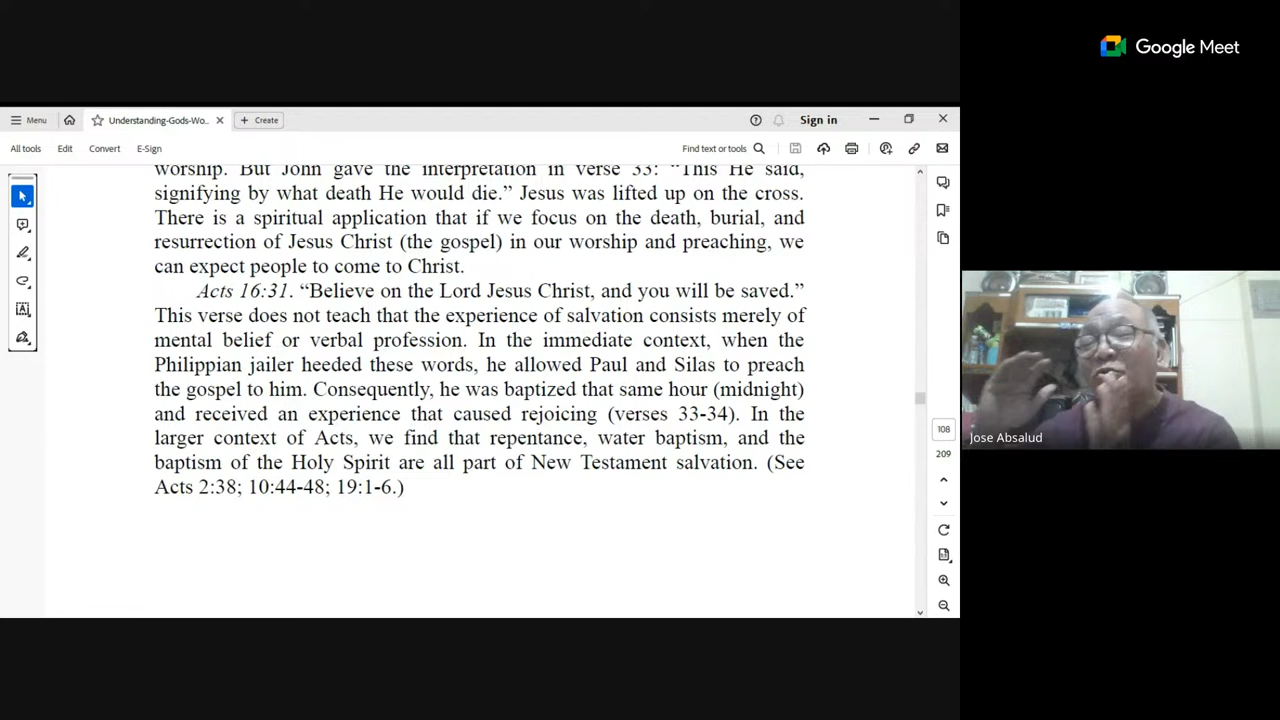 Google Meet
Menu
Understanding-Gods-Wo...
Create
Sign in
All tools
Edit
Convert
E-Sign
Find text or tools
worship. But John gave the interpretation in verse 33: “This He said,
signifying by what death He would die.” Jesus was lifted up on the cross.
There is a spiritual application that if we focus on the death, burial, and
resurrection of Jesus Christ (the gospel) in our worship and preaching, we
can expect people to come to Christ.
Acts 16:31. “Believe on the Lord Jesus Christ, and you will be saved.”
This verse does not teach that the experience of salvation consists merely of
mental belief or verbal profession. In the immediate context, when the
Philippian jailer heeded these words, he allowed Paul and Silas to preach
the gospel to him. Consequently, he was baptized that same hour (midnight)
and received an experience that caused rejoicing (verses 33-34). In the
larger context of Acts, we find that repentance, water baptism, and the
baptism of the Holy Spirit are all part of New Testament salvation. (See
Acts 2:38; 10:44-48; 19:1-6.)
108
209
Jose Absalud